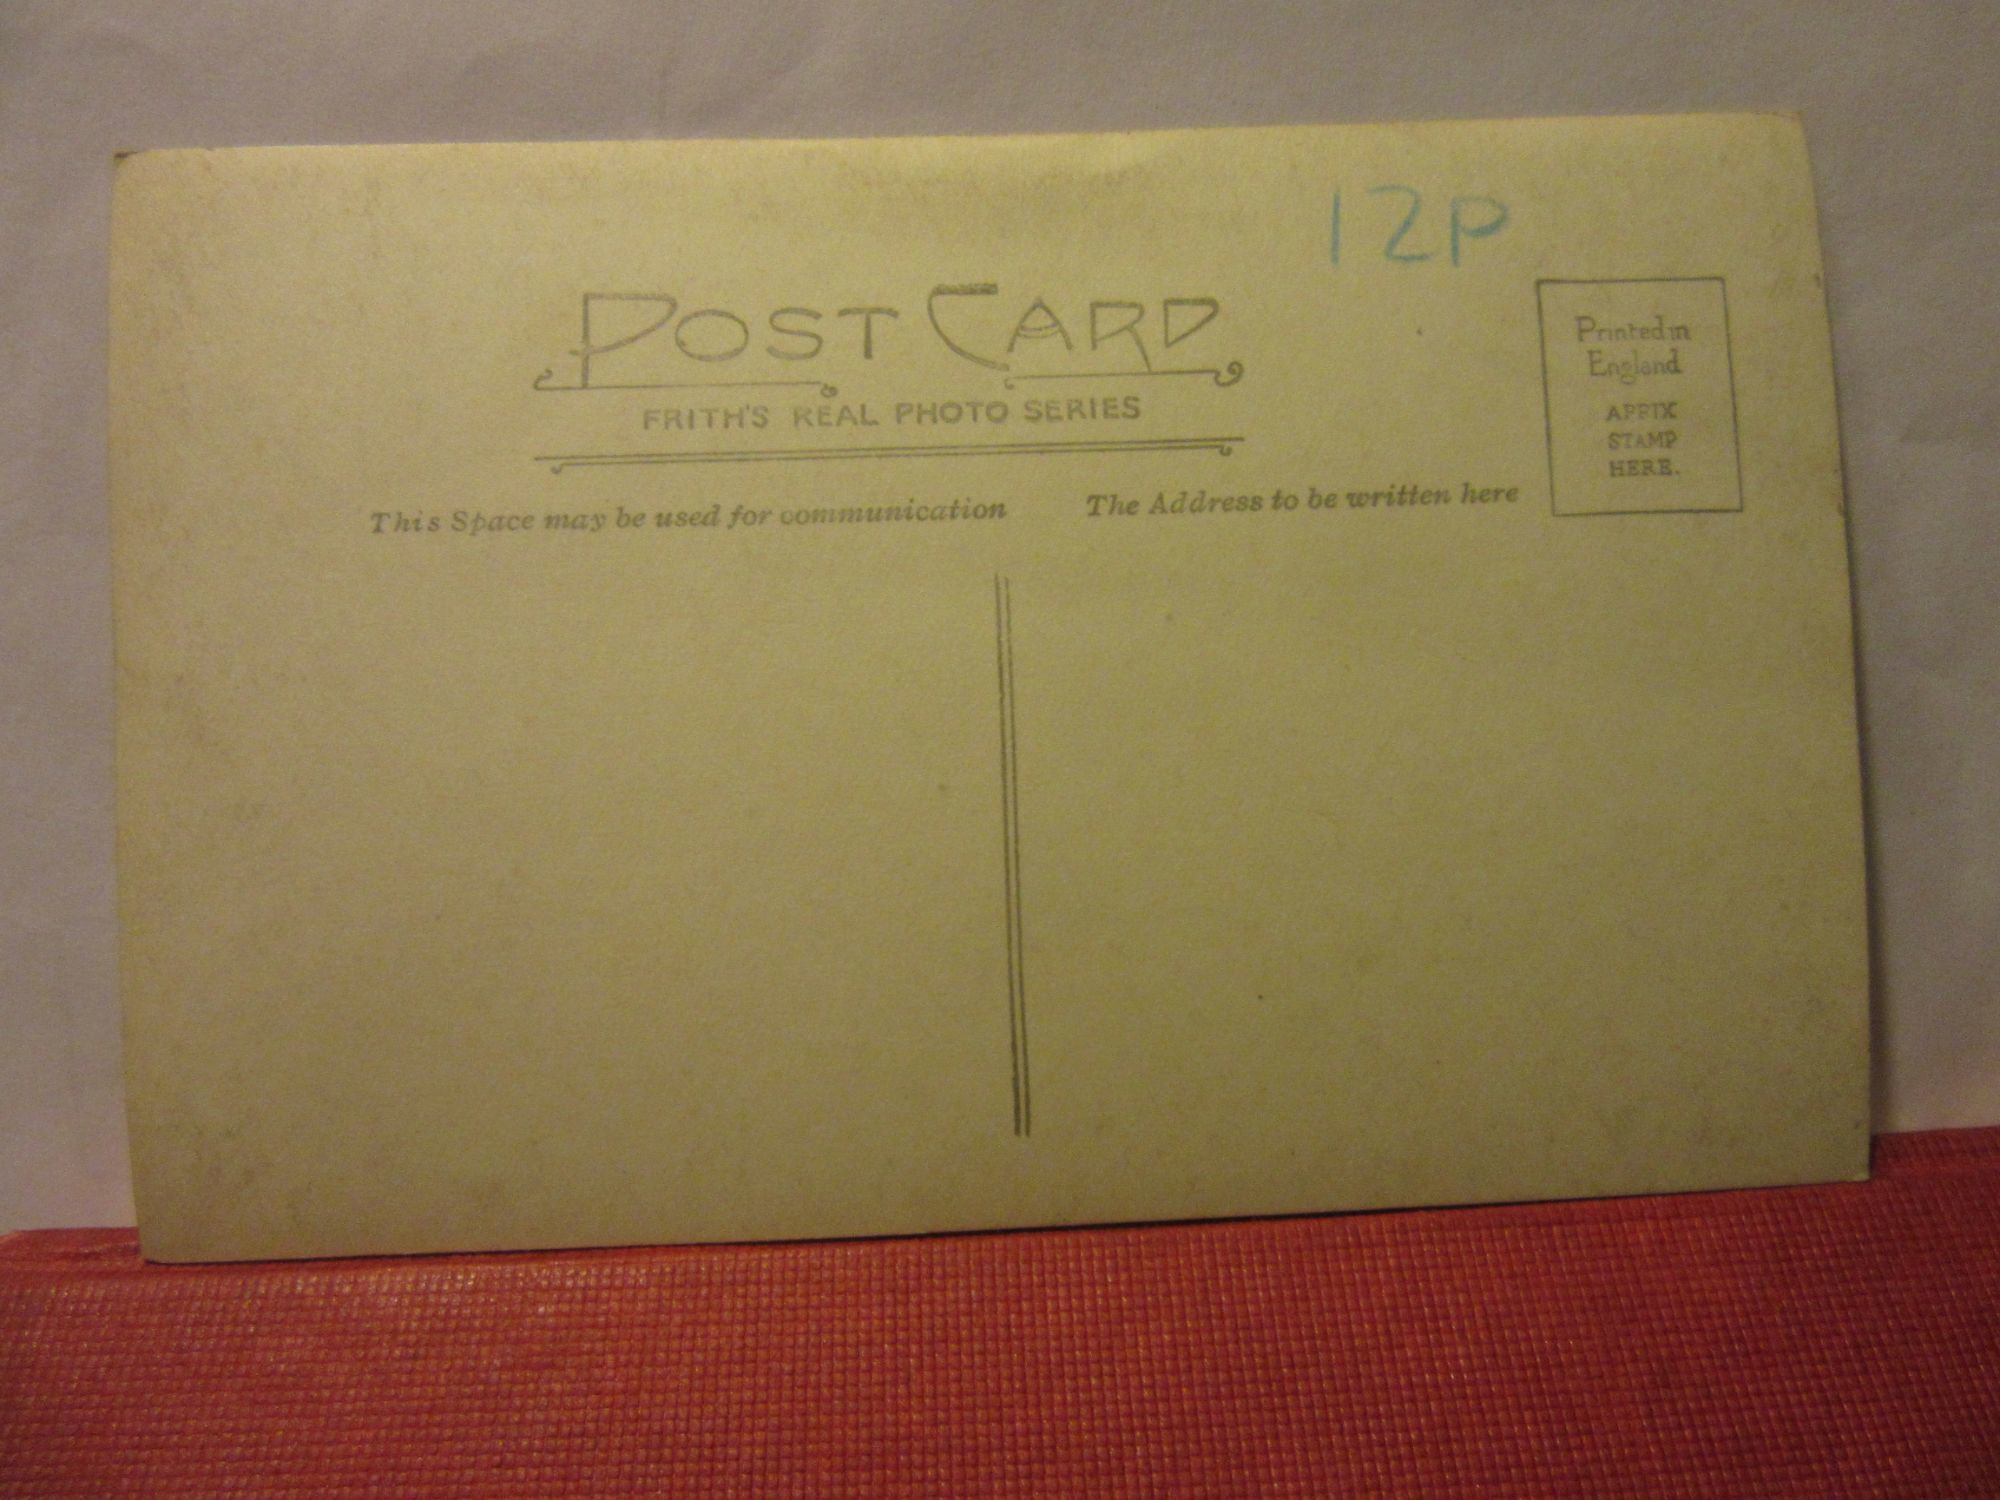 12P
POST CARD
FRITH'S REAL PHOTO SERIES
This Space may be used for communication
The Address to be written here
Printed in
England
AFFIX
STAMP
HERE.